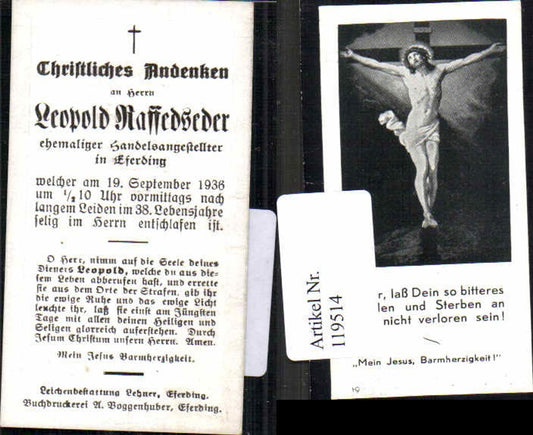 Christliches Andenken
an Herrn
Leopold Raffedseder
ehemaliger Handelsangestellter
in Eferding
welcher am 19. September 1936
um 1/2 10 Uhr vormittags nach
langem Leiden im 38. Lebensjahre
selig im Herrn entschlafen ist.
O Herr, nimm auf die Seele deines
Dieners Leopold, welche du aus die-
sem Leben abberufen hast, und errette
sie aus dem Orte der Strafen, gib ihr
die ewige Ruhe und das ewige Licht
leuchte ihr, laß sie einst am Jüngsten
Tage mit allen deinen Heiligen und
Seligen glorreich auferstehen. Durch
Jesum Christum unsern Herrn. Amen.
Mein Jesus Barmherzigkeit.
Leichenbestattung Lehner, Eferding.
Buchdruckerei A. Boggenhuber, Eferding.
Artikel Nr.
119514
r, laß Dein so bitteres
len und Sterben an
nicht verloren sein!
„Mein Jesus, Barmherzigkeit!"